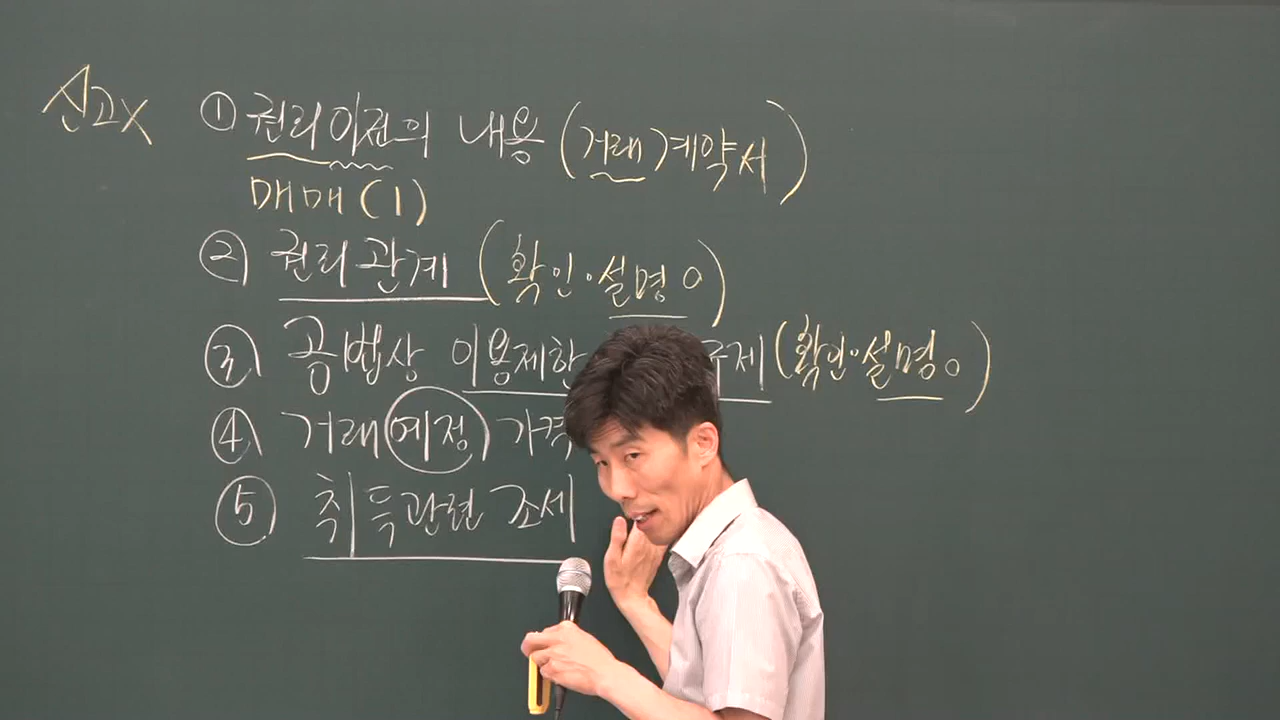 신고X ① 권리이전의 내용 (거래)계약서)
매매(1)
② 권리관계 (확인·설명 0)
③ 공법상 이용제한 규제 (확인·설명 0)
④ 거래(예정)가격
⑤ 취득관련 조세